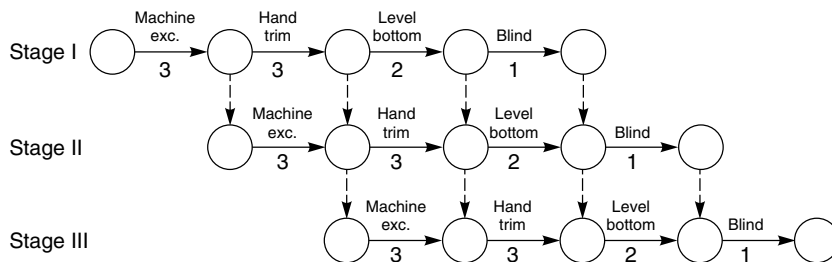 Machine Hand Level
exc. trim bottom Blind
Stage I
3 3 2 1
Machine Hand Level
exc. trim bottom Blind
Stage II
3 3 2 1
Machine Hand Level
exc. trim bottom Blind
Stage III
3 3 2 1